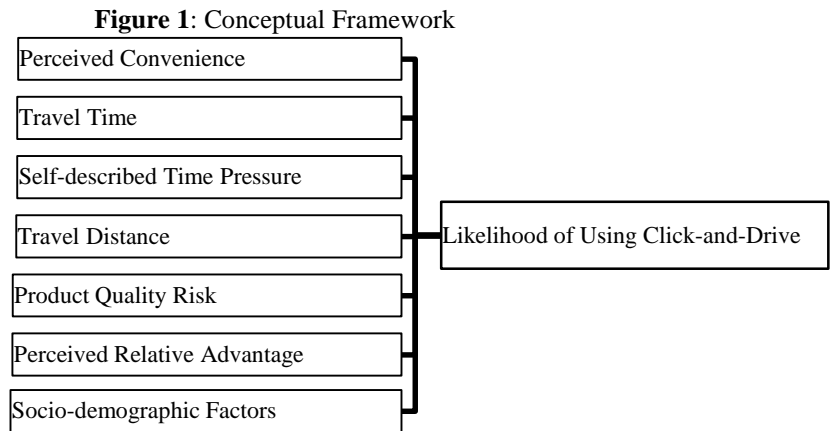 Figure 1: Conceptual Framework
Perceived Convenience
Travel Time
Self-described Time Pressure
Travel Distance
Product Quality Risk
Perceived Relative Advantage
Socio-demographic Factors
Likelihood of Using Click-and-Drive